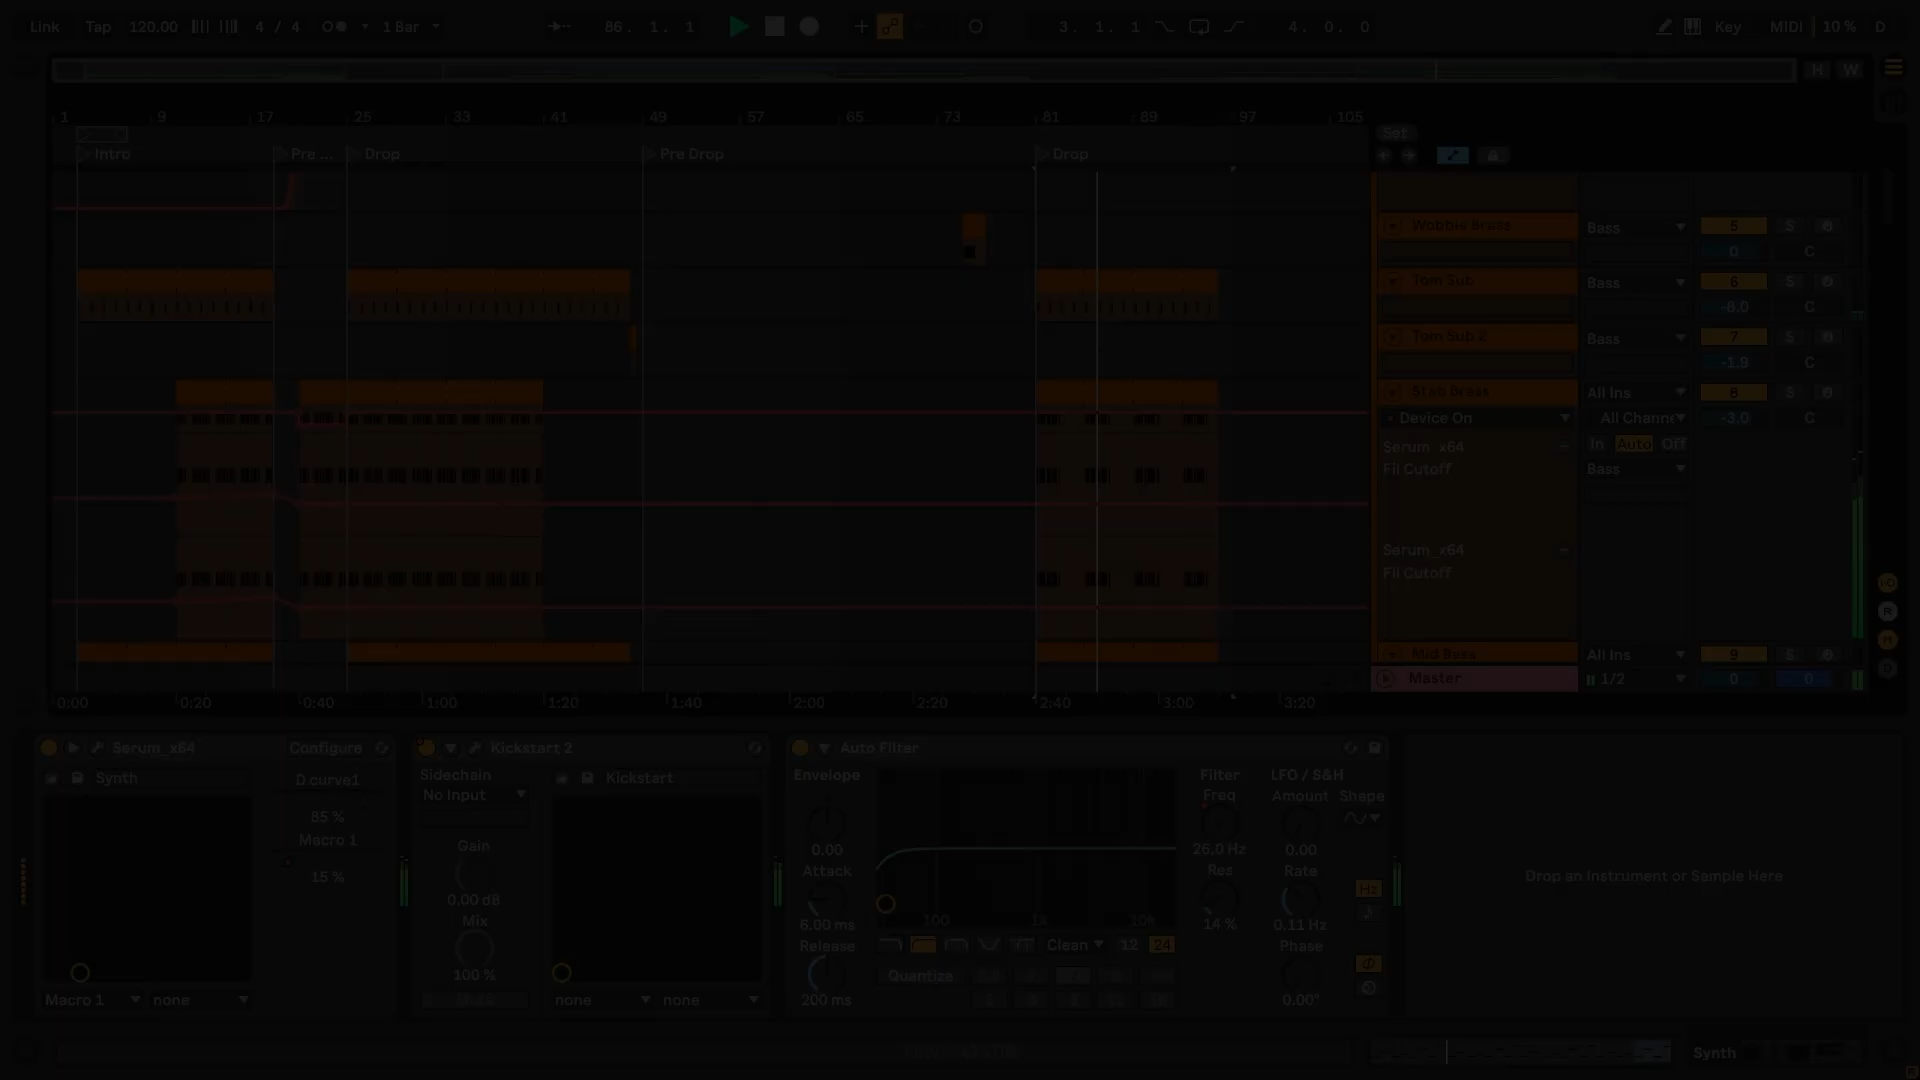 Link Tap 120.00 4 / 4 1 Bar 86. 1. 1 3. 1. 1 4. 0. 0 Key MIDI 10 % D
H W
1 9 17 25 33 41 49 57 65 73 81 89 97 105
Set
Intro Pre ... Drop Pre Drop Drop
Wobble Brass Bass 5 S
0 C
Tom Sub Bass 6 S
-8.0 C
Tom Sub 2 Bass 7 S
-1.9 C
Stab Brass All Ins 8 S
Device On All Channe -3.0 C
Serum_x64 In Auto Off
Fil Cutoff Bass
Serum_x64
Fil Cutoff
I·O
R
M
D
Mid Bass All Ins 9 S
Master 1/2 0 0
0:00 0:20 0:40 1:00 1:20 1:40 2:00 2:20 2:40 3:00 3:20
Serum_x64 Configure Kickstart 2 Auto Filter
Synth D.curve1 Sidechain Kickstart Envelope Filter LFO / S&H
No Input Freq Amount Shape
85 %
Macro 1 Gain 0.00 26.0 Hz 0.00
15 % Attack Res Rate
Drop an Instrument or Sample Here
0.00 dB Hz
Mix 100 1k 10k
6.00 ms 14 % 0.11 Hz
Release Clean 12 24 Phase
100 % Quantize
Macro 1 none none none 200 ms 0.00°
Synth